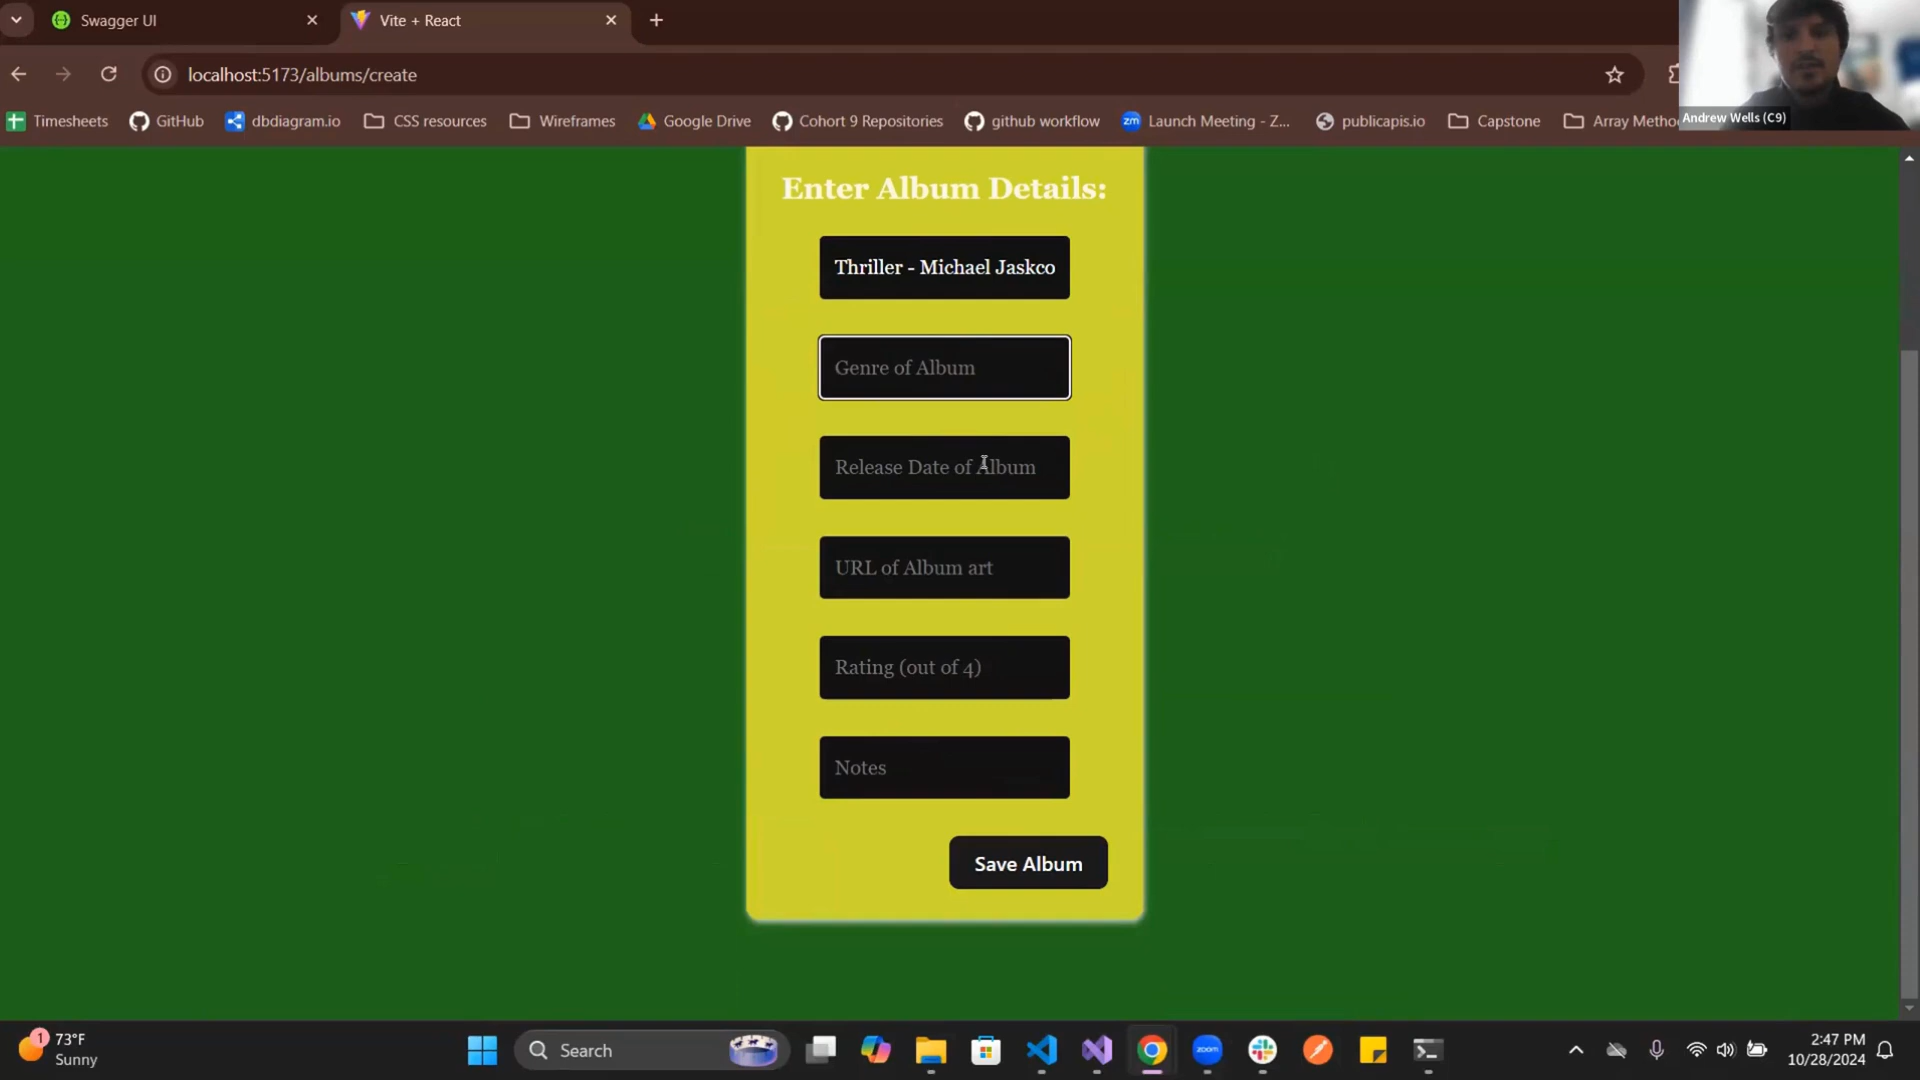 Swagger UI
Vite + React
localhost:5173/albums/create
Timesheets
GitHub
dbdiagram.io
CSS resources
Wireframes
Google Drive
Cohort 9 Repositories
github workflow
zm
Launch Meeting - Z...
publicapis.io
Capstone
Array Metho
Andrew Wells (C9)
Enter Album Details:
Thriller - Michael Jaskco
Genre of Album
Release Date of Album
URL of Album art
Rating (out of 4)
Notes
Save Album
1
73°F
Sunny
Search
zoom
2:47 PM
10/28/2024